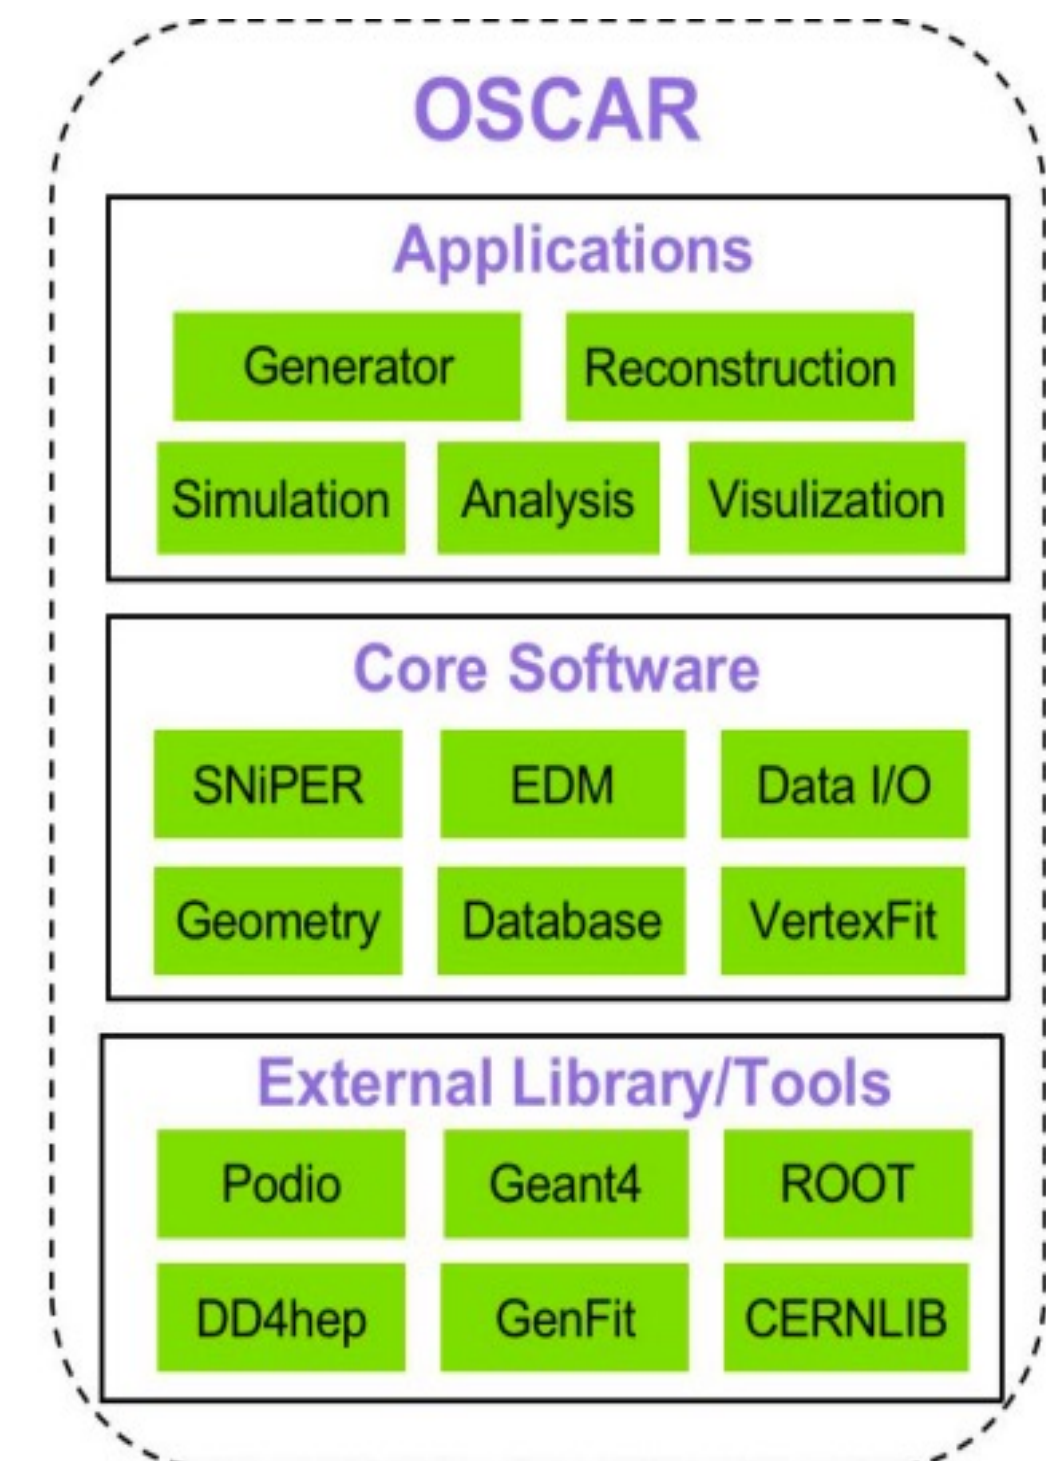 OSCAR
Applications
Generator Reconstruction
Simulation Analysis Visulization
Core Software
SNiPER EDM Data I/O
Geometry Database VertexFit
External Library/Tools
Podio Geant4 ROOT
DD4hep GenFit CERNLIB